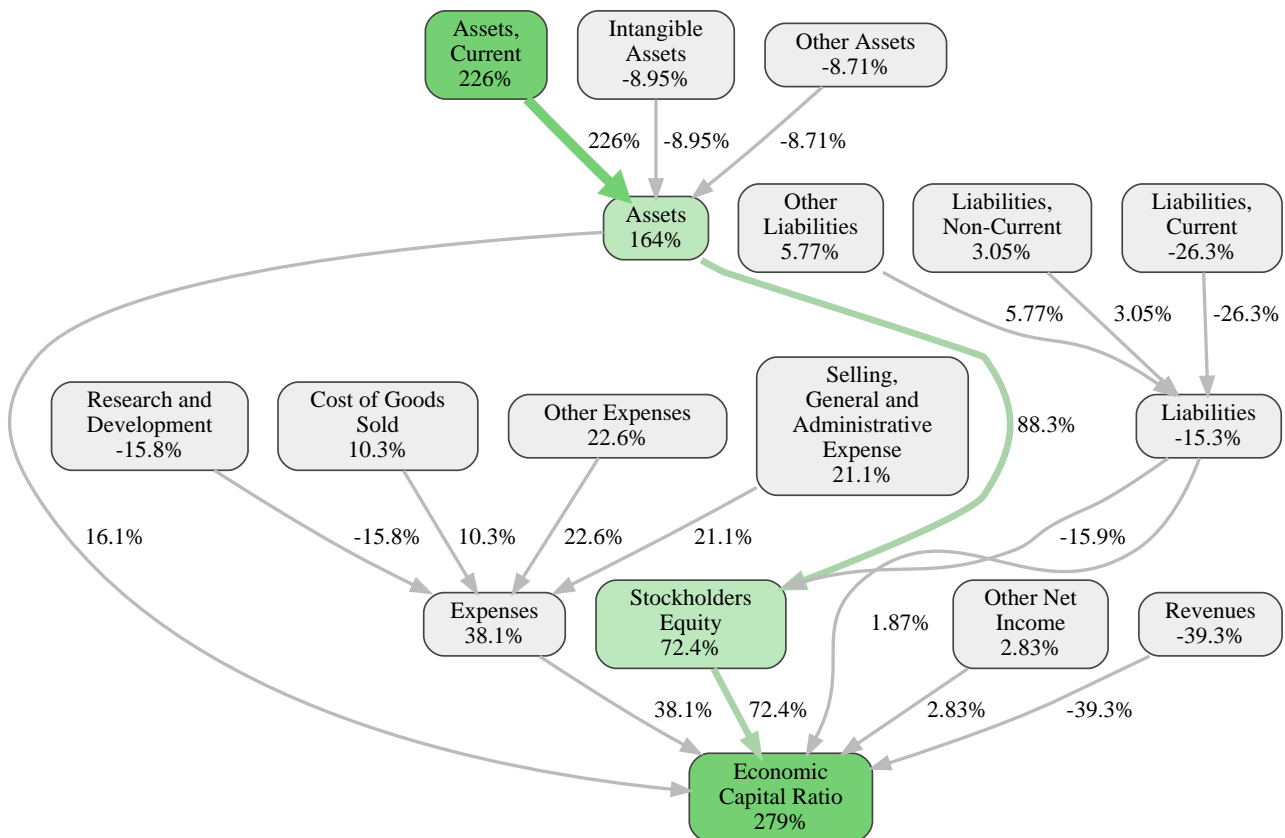 Assets,
Current
226%
Intangible
Assets
-8.95%
Other Assets
-8.71%
226%
-8.95%
-8.71%
Assets
164%
Other
Liabilities
5.77%
Liabilities,
Non-Current
3.05%
Liabilities,
Current
-26.3%
5.77%
3.05%
-26.3%
Research and
Development
-15.8%
Cost of Goods
Sold
10.3%
Other Expenses
22.6%
Selling,
General and
Administrative
Expense
21.1%
88.3%
Liabilities
-15.3%
16.1%
-15.8%
10.3%
22.6%
21.1%
-15.9%
Expenses
38.1%
Stockholders
Equity
72.4%
1.87%
Other Net
Income
2.83%
Revenues
-39.3%
38.1%
72.4%
2.83%
-39.3%
Economic
Capital Ratio
279%